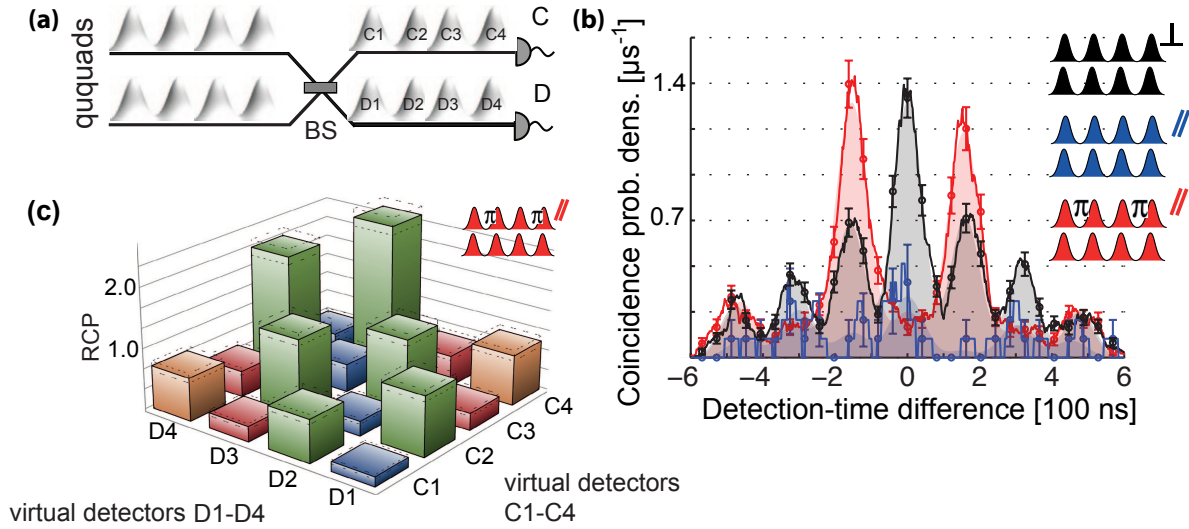 (a)
ququads
BS
C
C1 C2 C3 C4
D
D1 D2 D3 D4
(b)
Coincidence prob. dens. [µs⁻¹]
1.4
0.7
−6 −4 −2 0 2 4 6
Detection-time difference [100 ns]
⊥
//
π π //
(c)
π π //
RCP
2.0
1.0
D4
D3
D2
D1
C1
C2
C3
C4
virtual detectors D1-D4
virtual detectors
C1-C4